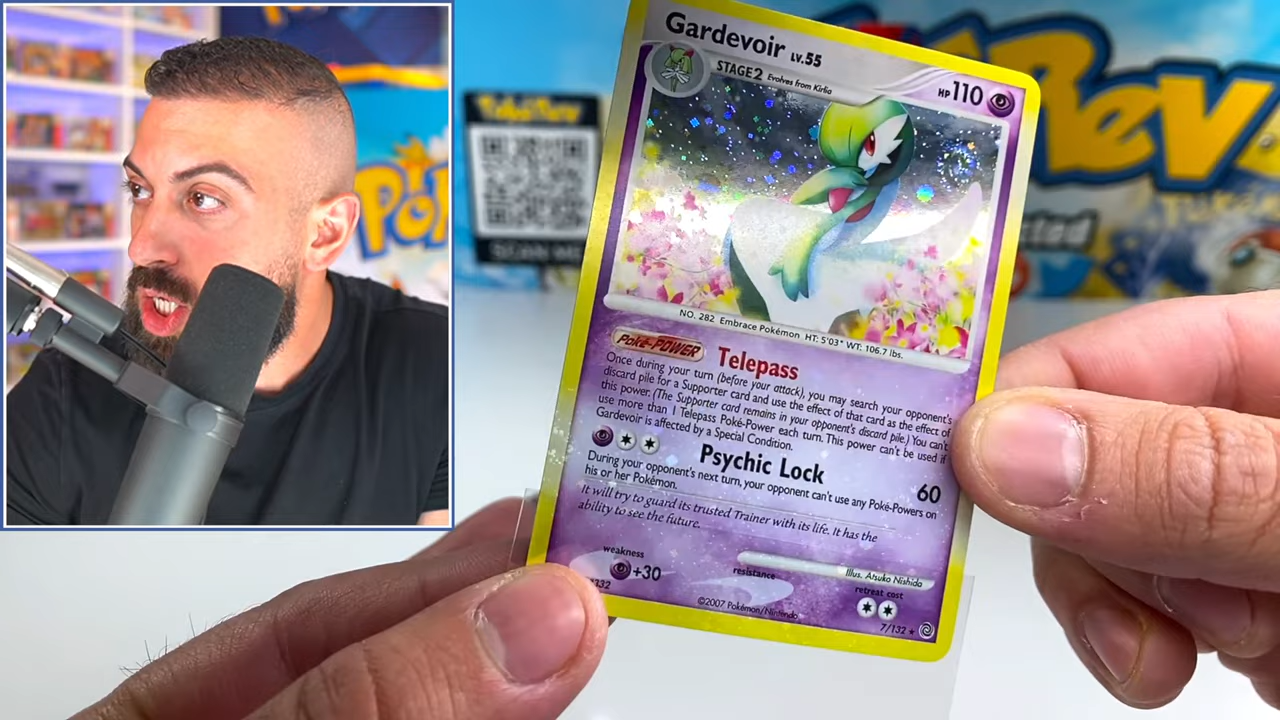 Gardevoir LV.55
STAGE2 Evolves from Kirlia
HP 110
NO. 282 Embrace Pokémon HT: 5'03" WT: 106.7 lbs.
Poké-POWER Telepass
Once during your turn (before your attack), you may search your opponent's
discard pile for a Supporter card and use the effect of that card as the effect of
this power. (The Supporter card remains in your opponent's discard pile.) You can't
use more than 1 Telepass Poké-Power each turn. This power can't be used if
Gardevoir is affected by a Special Condition.
Psychic Lock 60
During your opponent's next turn, your opponent can't use any Poké-Powers on
his or her Pokémon.
It will try to guard its trusted Trainer with its life. It has the
ability to see the future.
weakness
+30
resistance
Illus. Atsuko Nishida
retreat cost
©2007 Pokémon/Nintendo
7/132
SCAN ME